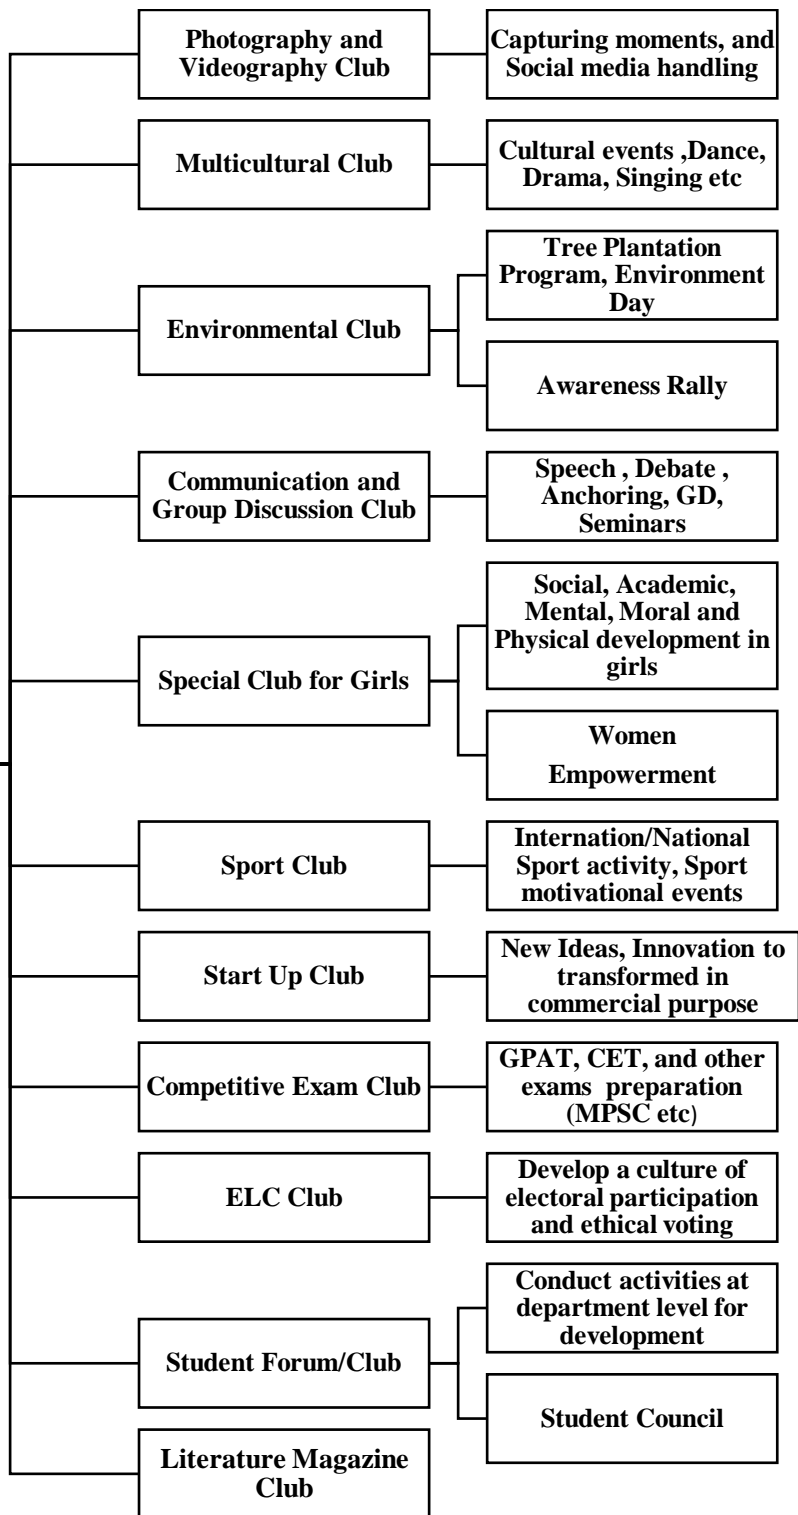 Photography and
Videography Club
Capturing moments, and
Social media handling
Multicultural Club
Cultural events ,Dance,
Drama, Singing etc
Environmental Club
Tree Plantation
Program, Environment
Day
Awareness Rally
Communication and
Group Discussion Club
Speech , Debate ,
Anchoring, GD,
Seminars
Special Club for Girls
Social, Academic,
Mental, Moral and
Physical development in
girls
Women
Empowerment
Sport Club
Internation/National
Sport activity, Sport
motivational events
Start Up Club
New Ideas, Innovation to
transformed in
commercial purpose
Competitive Exam Club
GPAT, CET, and other
exams preparation
(MPSC etc)
ELC Club
Develop a culture of
electoral participation
and ethical voting
Student Forum/Club
Conduct activities at
department level for
development
Student Council
Literature Magazine
Club